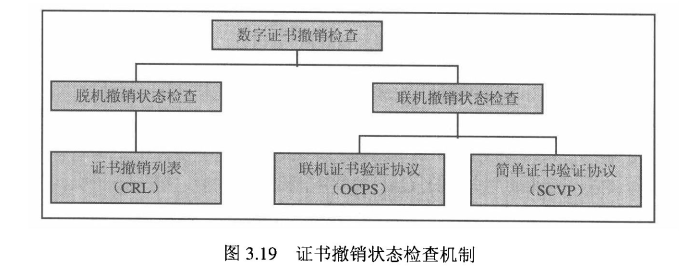 数字证书撤销检查
脱机撤销状态检查
联机撤销状态检查
证书撤销列表
（CRL）
联机证书验证协议
（OCPS）
简单证书验证协议
（SCVP）
图 3.19 证书撤销状态检查机制